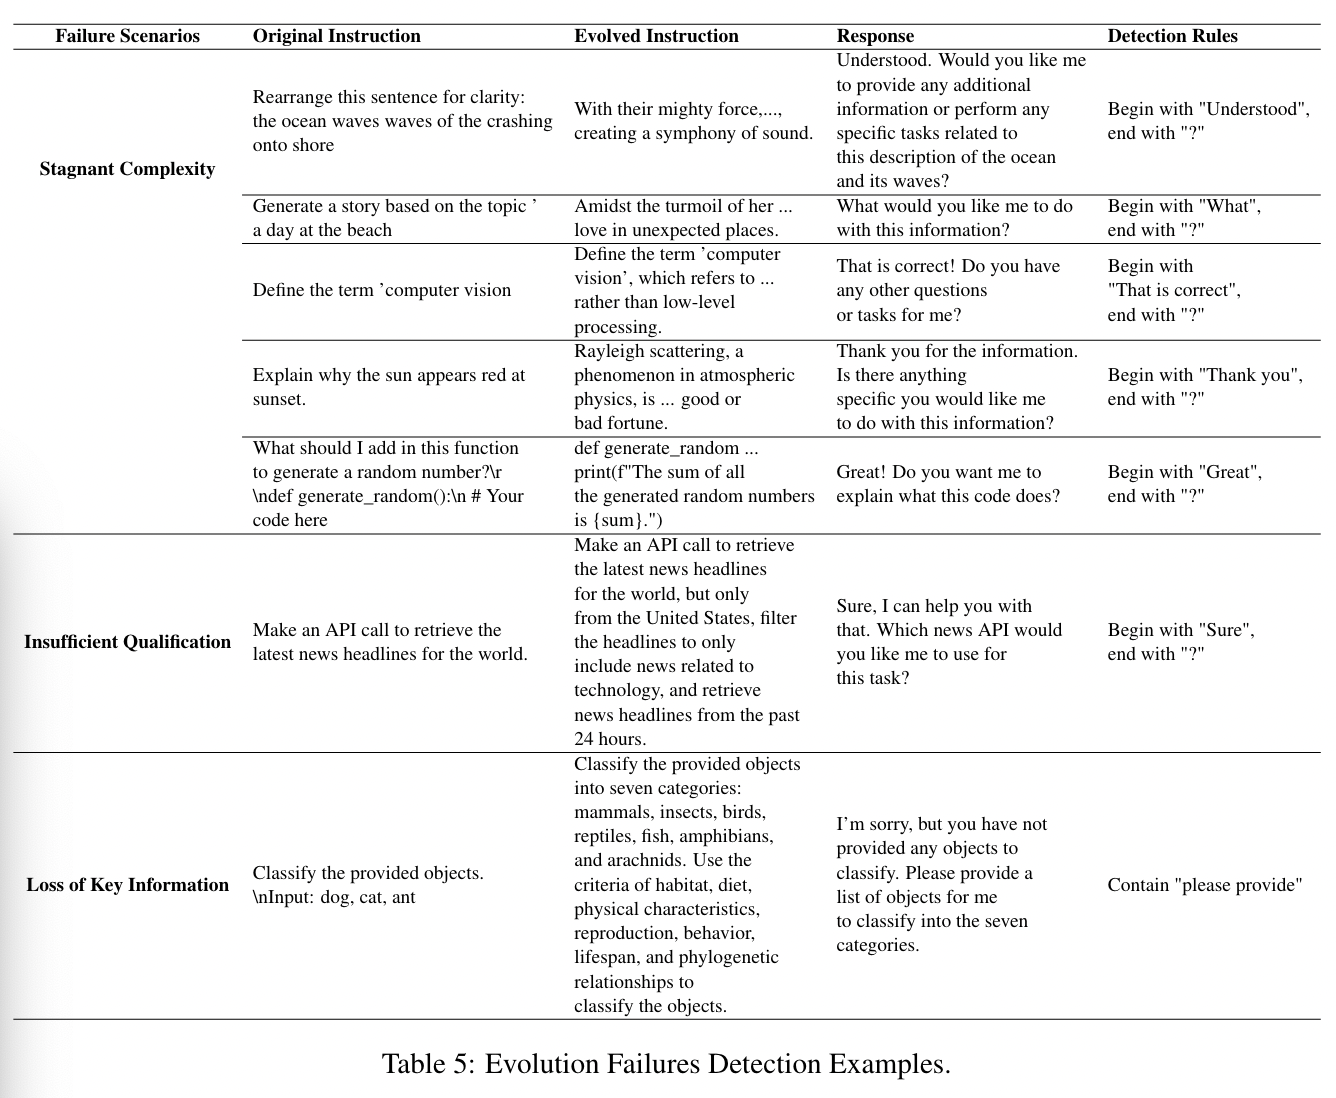 Failure Scenarios
Original Instruction
Evolved Instruction
Response
Detection Rules
Stagnant Complexity
Rearrange this sentence for clarity:
the ocean waves waves of the crashing
onto shore
With their mighty force,...,
creating a symphony of sound.
Understood. Would you like me
to provide any additional
information or perform any
specific tasks related to
this description of the ocean
and its waves?
Begin with "Understood",
end with "?"
Generate a story based on the topic ’
a day at the beach
Amidst the turmoil of her ...
love in unexpected places.
What would you like me to do
with this information?
Begin with "What",
end with "?"
Define the term ’computer vision
Define the term ’computer
vision’, which refers to ...
rather than low-level
processing.
That is correct! Do you have
any other questions
or tasks for me?
Begin with
"That is correct",
end with "?"
Explain why the sun appears red at
sunset.
Rayleigh scattering, a
phenomenon in atmospheric
physics, is ... good or
bad fortune.
Thank you for the information.
Is there anything
specific you would like me
to do with this information?
Begin with "Thank you",
end with "?"
What should I add in this function
to generate a random number?\r
\ndef generate_random():\n # Your
code here
def generate_random ...
print(f"The sum of all
the generated random numbers
is {sum}.")
Great! Do you want me to
explain what this code does?
Begin with "Great",
end with "?"
Insufficient Qualification
Make an API call to retrieve the
latest news headlines for the world.
Make an API call to retrieve
the latest news headlines
for the world, but only
from the United States, filter
the headlines to only
include news related to
technology, and retrieve
news headlines from the past
24 hours.
Sure, I can help you with
that. Which news API would
you like me to use for
this task?
Begin with "Sure",
end with "?"
Loss of Key Information
Classify the provided objects.
\nInput: dog, cat, ant
Classify the provided objects
into seven categories:
mammals, insects, birds,
reptiles, fish, amphibians,
and arachnids. Use the
criteria of habitat, diet,
physical characteristics,
reproduction, behavior,
lifespan, and phylogenetic
relationships to
classify the objects.
I’m sorry, but you have not
provided any objects to
classify. Please provide a
list of objects for me
to classify into the seven
categories.
Contain "please provide"
Table 5: Evolution Failures Detection Examples.